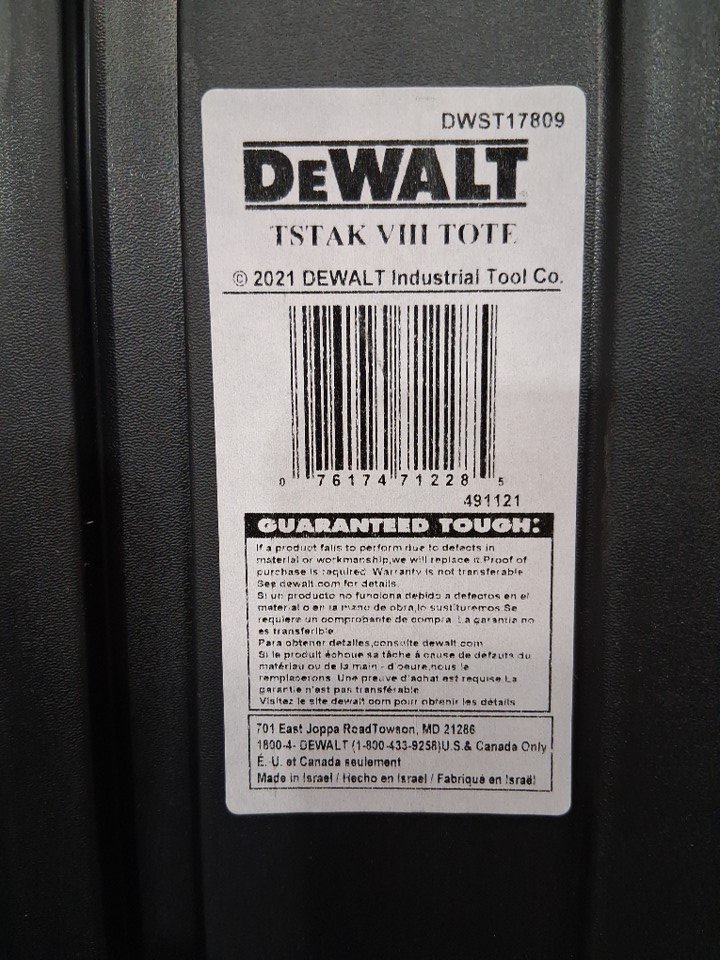 DWST17809
DEWALT
TSTAK VIII TOTE
© 2021 DEWALT Industrial Tool Co.
0 76174 71228 5
491121
GUARANTEED TOUGH:
If a product fails to perform due to defects in
material or workmanship,we will replace it.Proof of
purchase is required. Warranty is not transferable
See dewalt.com for details.
Si un producto no funciona debido a defectos en el
material o en la mano de obra,lo sustituremos.Se
requiere un comprobante de compra. La garantia no
es transferible
Para obtener detalles,consulte dewalt.com
Si le produit échoue sa tâche à cause de defauts du
matériau ou de la main - d'oeure,nous le
remplacerons. Une preuve d'achat est requise.La
garantie n'est pas transférable.
Visitez le site dewalt.com pour obtenir les détails
701 East Joppa RoadTowson, MD 21286
1800-4- DEWALT (1-800-433-9258)U.S.& Canada Only
É.-U. et Canada seulement
Made in Israel / Hecho en Israel / Fabriqué en Israël